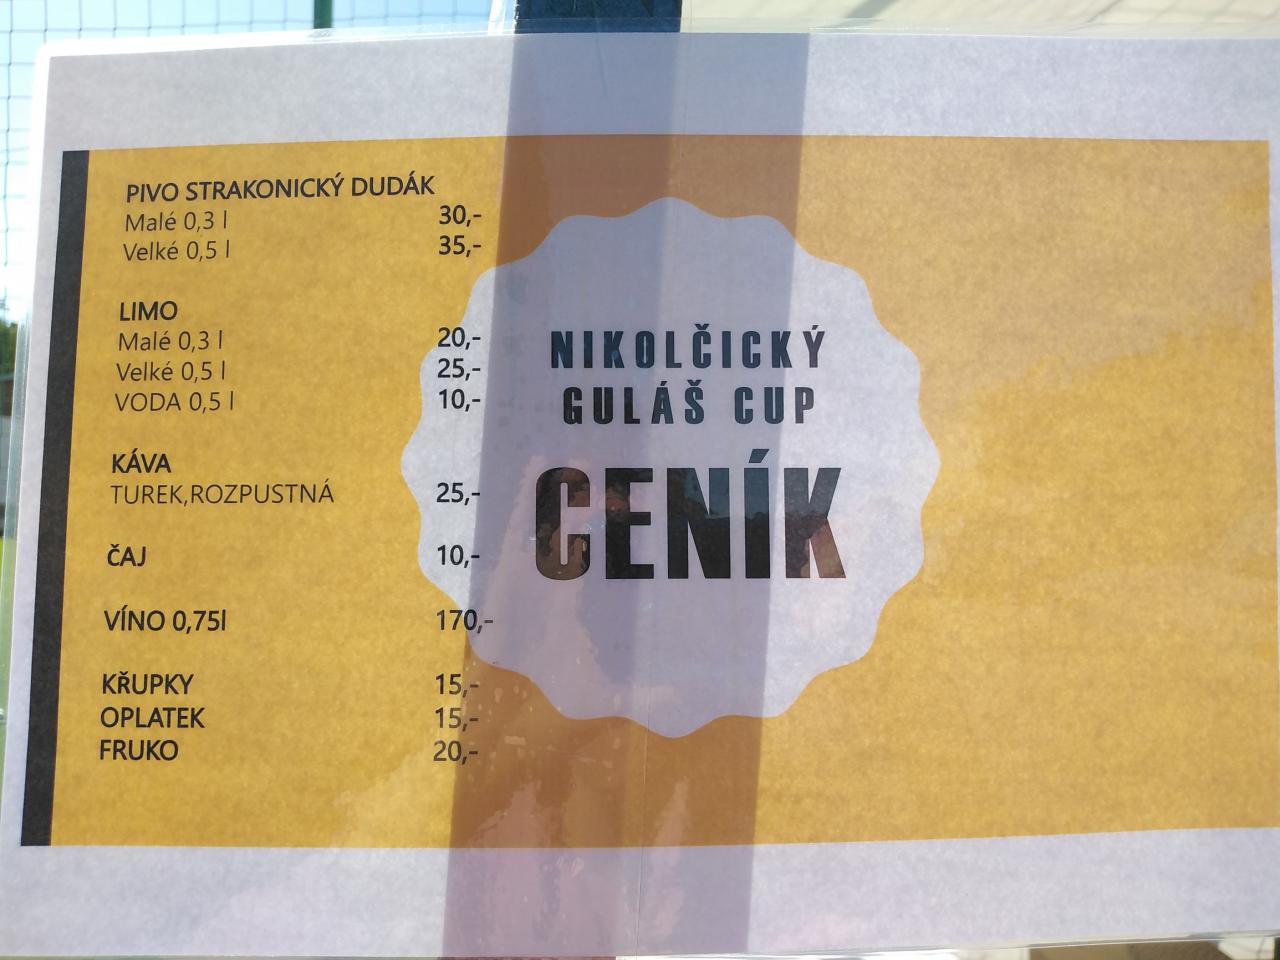 PIVO STRAKONICKÝ DUDÁK
Malé 0,3 l 30,-
Velké 0,5 l 35,-
LIMO
Malé 0,3 l 20,-
Velké 0,5 l 25,-
VODA 0,5 l 10,-
KÁVA
TUREK,ROZPUSTNÁ 25,-
ČAJ 10,-
VÍNO 0,75l 170,-
KŘUPKY 15,-
OPLATEK 15,-
FRUKO 20,-
NIKOLČICKÝ
GULÁŠ CUP
CENÍK